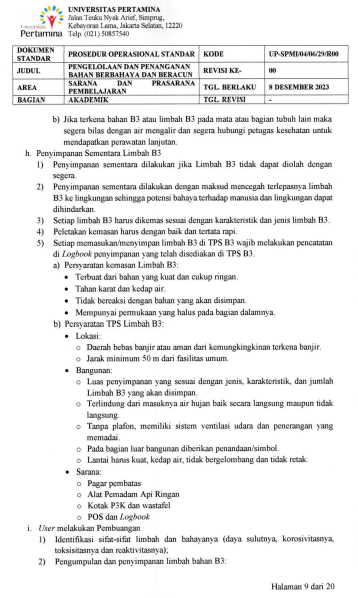 UNIVERSITAS PERTAMINA
Jalan Teuku Nyak Arief, Simprug,
Kebayoran Lama, Jakarta Selatan, 12220
Telp. (021) 50857540
UNIVERSITAS
Pertamina
DOKUMEN STANDAR PROSEDUR OPERASIONAL STANDAR KODE UP-SPMI/04/06/29/R00
JUDUL PENGELOLAAN DAN PENANGANAN BAHAN BERBAHAYA DAN BERACUN REVISI KE- 00
AREA SARANA DAN PRASARANA PEMBELAJARAN TGL. BERLAKU 8 DESEMBER 2023
BAGIAN AKADEMIK TGL. REVISI -
b) Jika terkena bahan B3 atau limbah B3 pada mata atau bagian tubuh lain maka
segera bilas dengan air mengalir dan segera hubungi petugas kesehatan untuk
mendapatkan perawatan lanjutan.
h. Penyimpanan Sementara Limbah B3
1) Penyimpanan sementara dilakukan jika Limbah B3 tidak dapat diolah dengan
segera.
2) Penyimpanan sementara dilakukan dengan maksud mencegah terlepasnya limbah
B3 ke lingkungan sehingga potensi bahaya terhadap manusia dan lingkungan dapat
dihindarkan.
3) Setiap limbah B3 harus dikemas sesuai dengan karakteristik dan jenis limbah B3.
4) Peletakan kemasan harus dengan baik dan tertata rapi.
5) Setiap memasukan/menyimpan limbah B3 di TPS B3 wajib melakukan pencatatan
di Logbook penyimpanan yang telah disediakan di TPS B3.
a) Persyaratan kemasan Limbah B3:
• Terbuat dari bahan yang kuat dan cukup ringan.
• Tahan karat dan kedap air.
• Tidak bereaksi dengan bahan yang akan disimpan.
• Mempunyai permukaan yang halus pada bagian dalamnya.
b) Persyaratan TPS Limbah B3:
• Lokasi:
o Daerah bebas banjir atau aman dari kemungkingkinan terkena banjir.
o Jarak minimum 50 m dari fasilitas umum.
• Bangunan:
o Luas penyimpanan yang sesuai dengan jenis, karakteristik, dan jumlah
Limbah B3 yang akan disimpan.
o Terlindung dari masuknya air hujan baik secara langsung maupun tidak
langsung.
o Tanpa plafon, memiliki sistem ventilasi udara dan penerangan yang
memadai.
o Pada bagian luar bangunan diberikan penandaan/simbol.
o Lantai harus kuat, kedap air, tidak bergelombang dan tidak retak.
• Sarana:
o Pagar pembatas
o Alat Pemadam Api Ringan
o Kotak P3K dan wastafel
o POS dan Logbook
i. User melakukan Pembuangan
1) Identifikasi sifat-sifat limbah dan bahayanya (daya sulutnya, korosivitasnya,
toksisitasnya dan reaktivitasnya);
2) Pengumpulan dan penyimpanan limbah bahan B3:
Halaman 9 dari 20